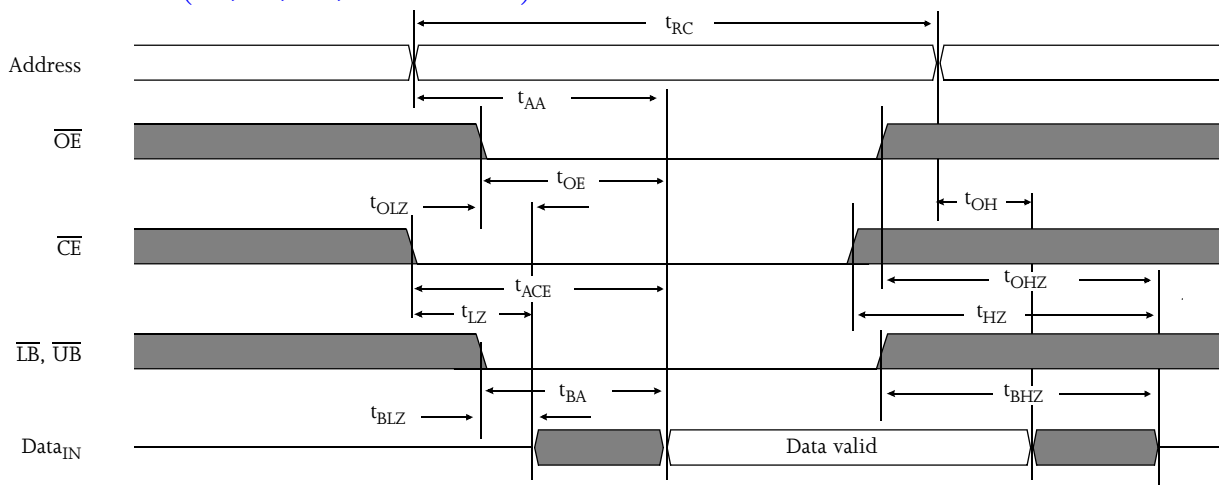 tRC
Address
tAA
OE
tOE
tOLZ
tOH
CE
tACE
tOHZ
tLZ
tHZ
LB, UB
tBA
tBHZ
tBLZ
DataIN
Data valid